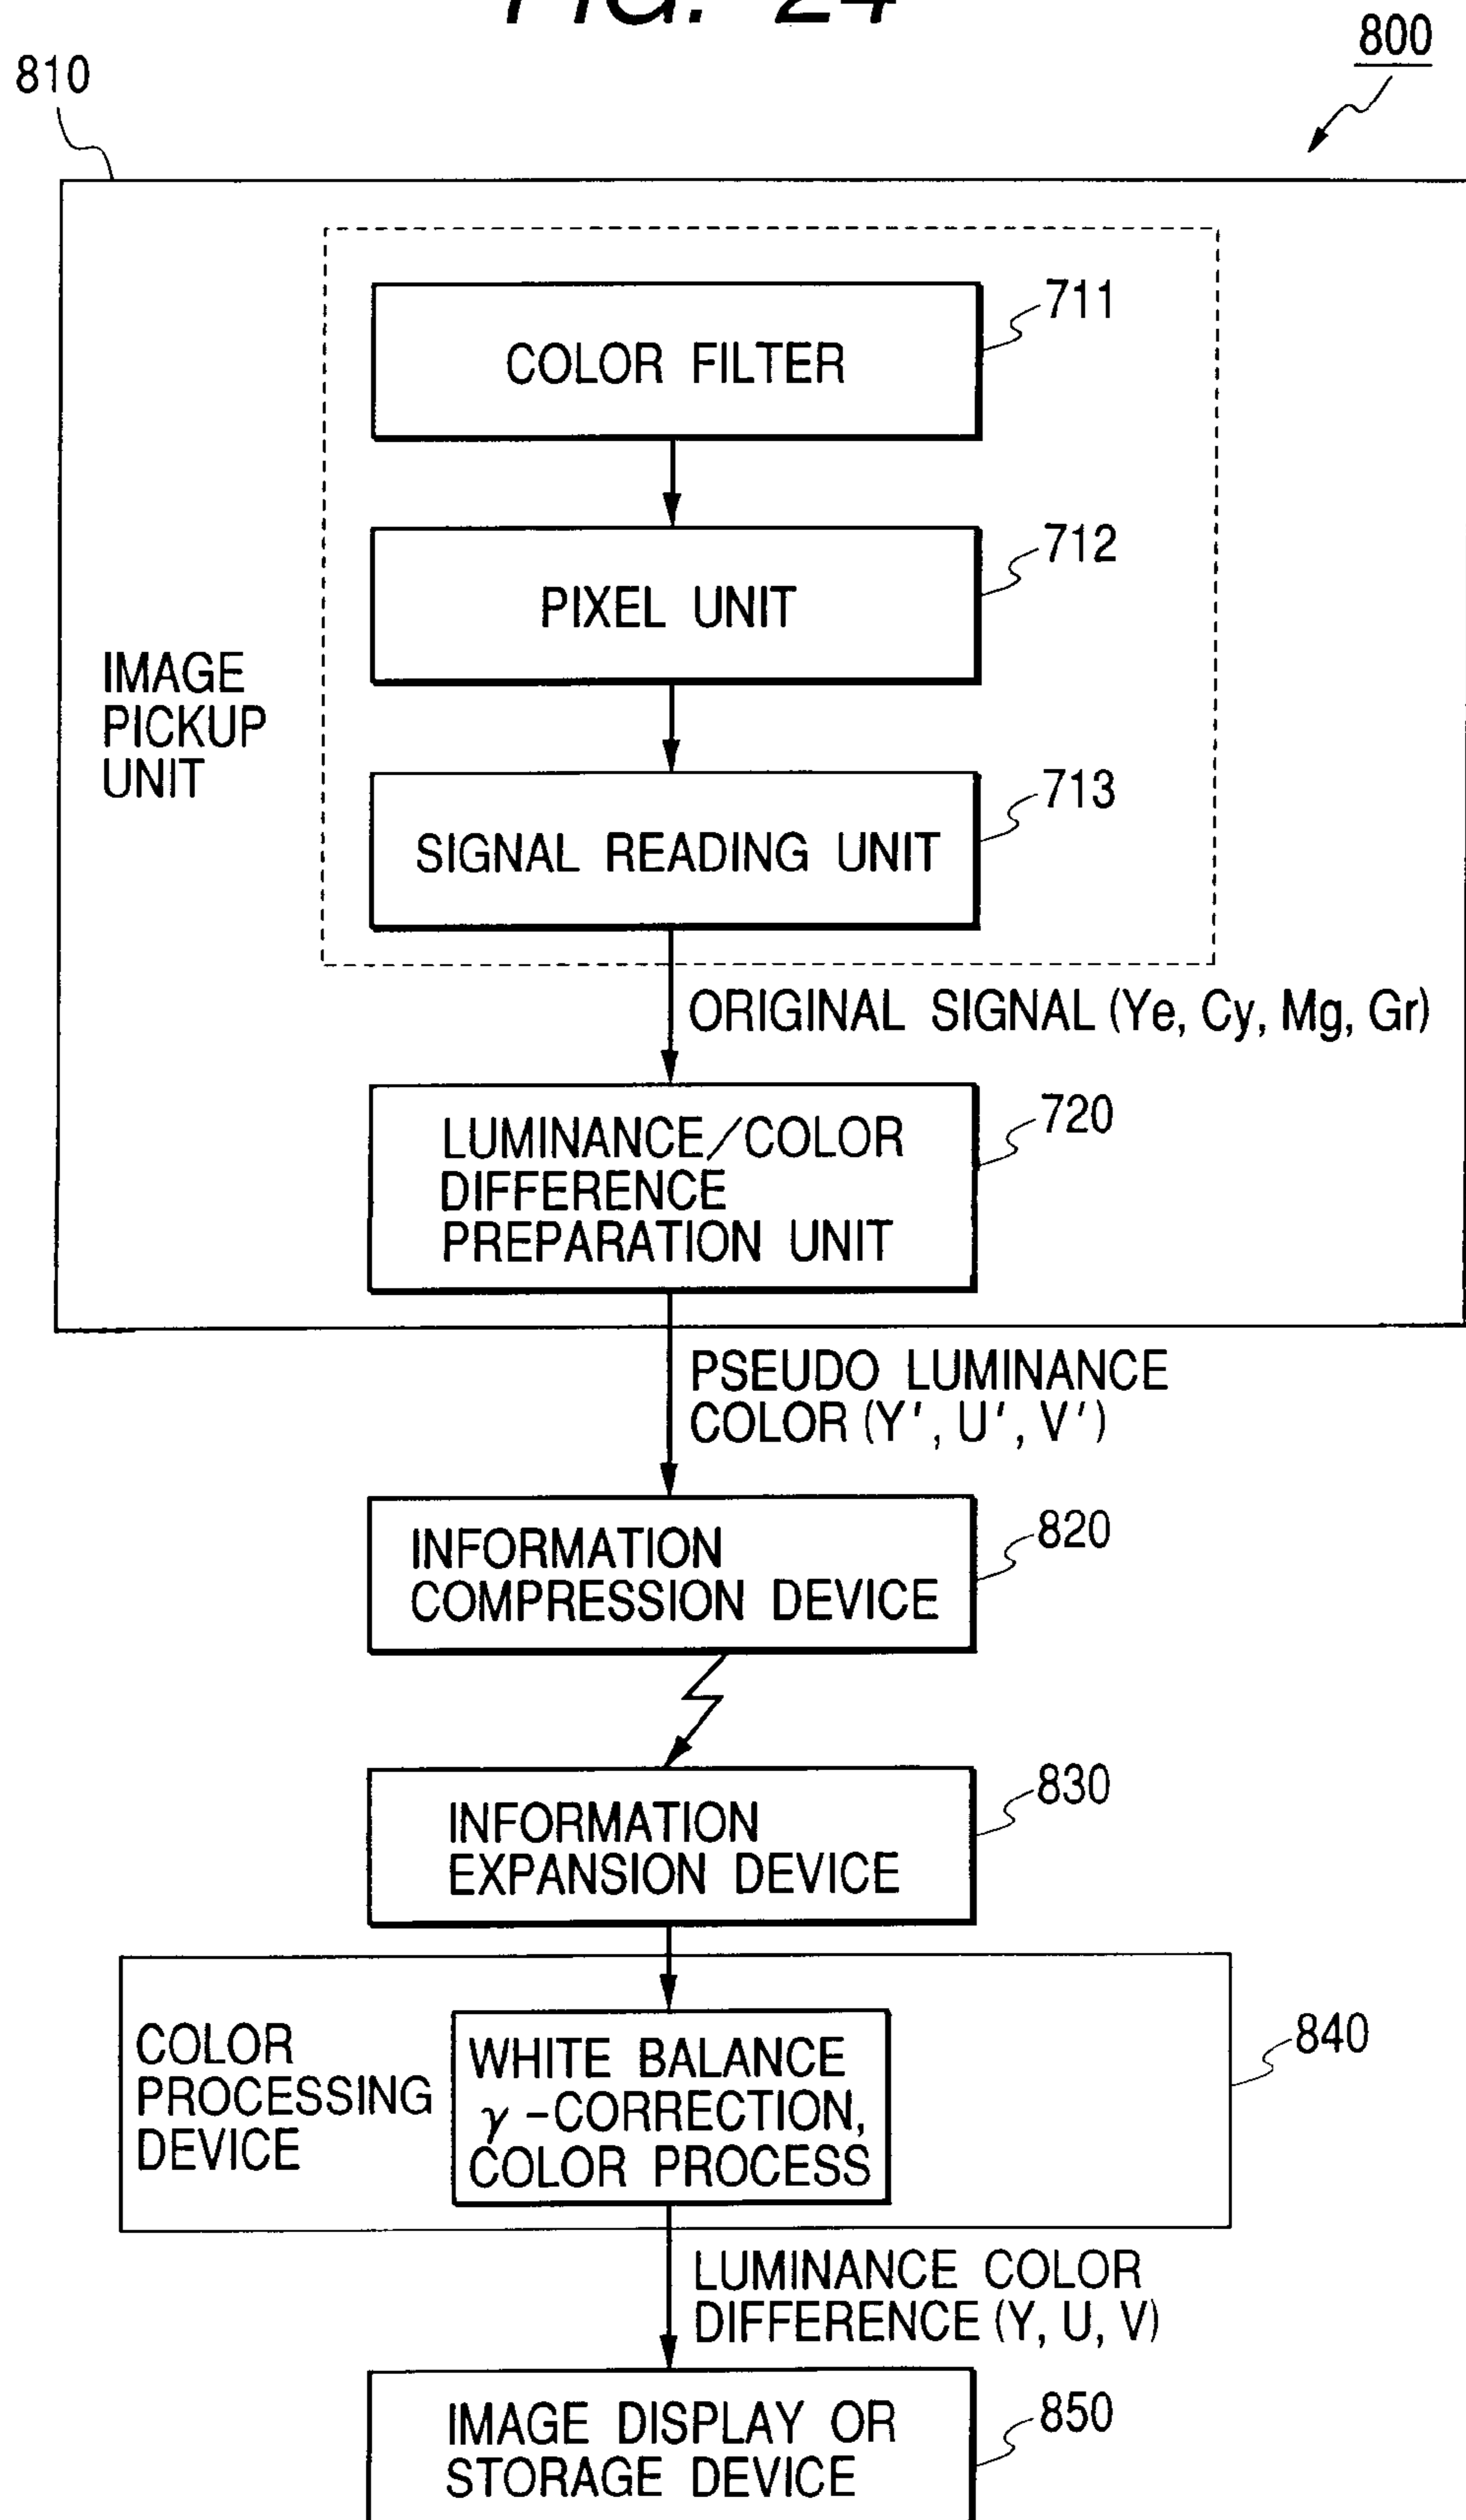 FIG. 24
800
810
COLOR FILTER
711
PIXEL UNIT
712
IMAGE
PICKUP
UNIT
SIGNAL READING UNIT
713
ORIGINAL SIGNAL (Ye, Cy, Mg, Gr)
LUMINANCE/COLOR
DIFFERENCE
PREPARATION UNIT
720
PSEUDO LUMINANCE
COLOR (Y', U', V')
INFORMATION
COMPRESSION DEVICE
820
INFORMATION
EXPANSION DEVICE
830
COLOR
PROCESSING
DEVICE
WHITE BALANCE
γ-CORRECTION,
COLOR PROCESS
840
LUMINANCE COLOR
DIFFERENCE (Y, U, V)
IMAGE DISPLAY OR
STORAGE DEVICE
850